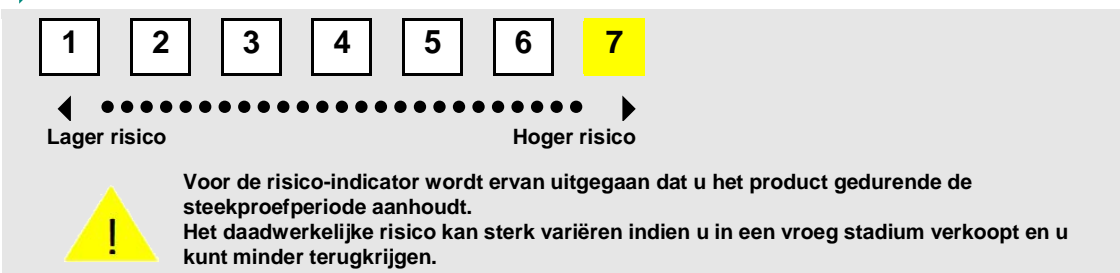 1 2 3 4 5 6 7
Lager risico Hoger risico
Voor de risico-indicator wordt ervan uitgegaan dat u het product gedurende de
steekproefperiode aanhoudt.
! Het daadwerkelijke risico kan sterk variëren indien u in een vroeg stadium verkoopt en u
kunt minder terugkrijgen.